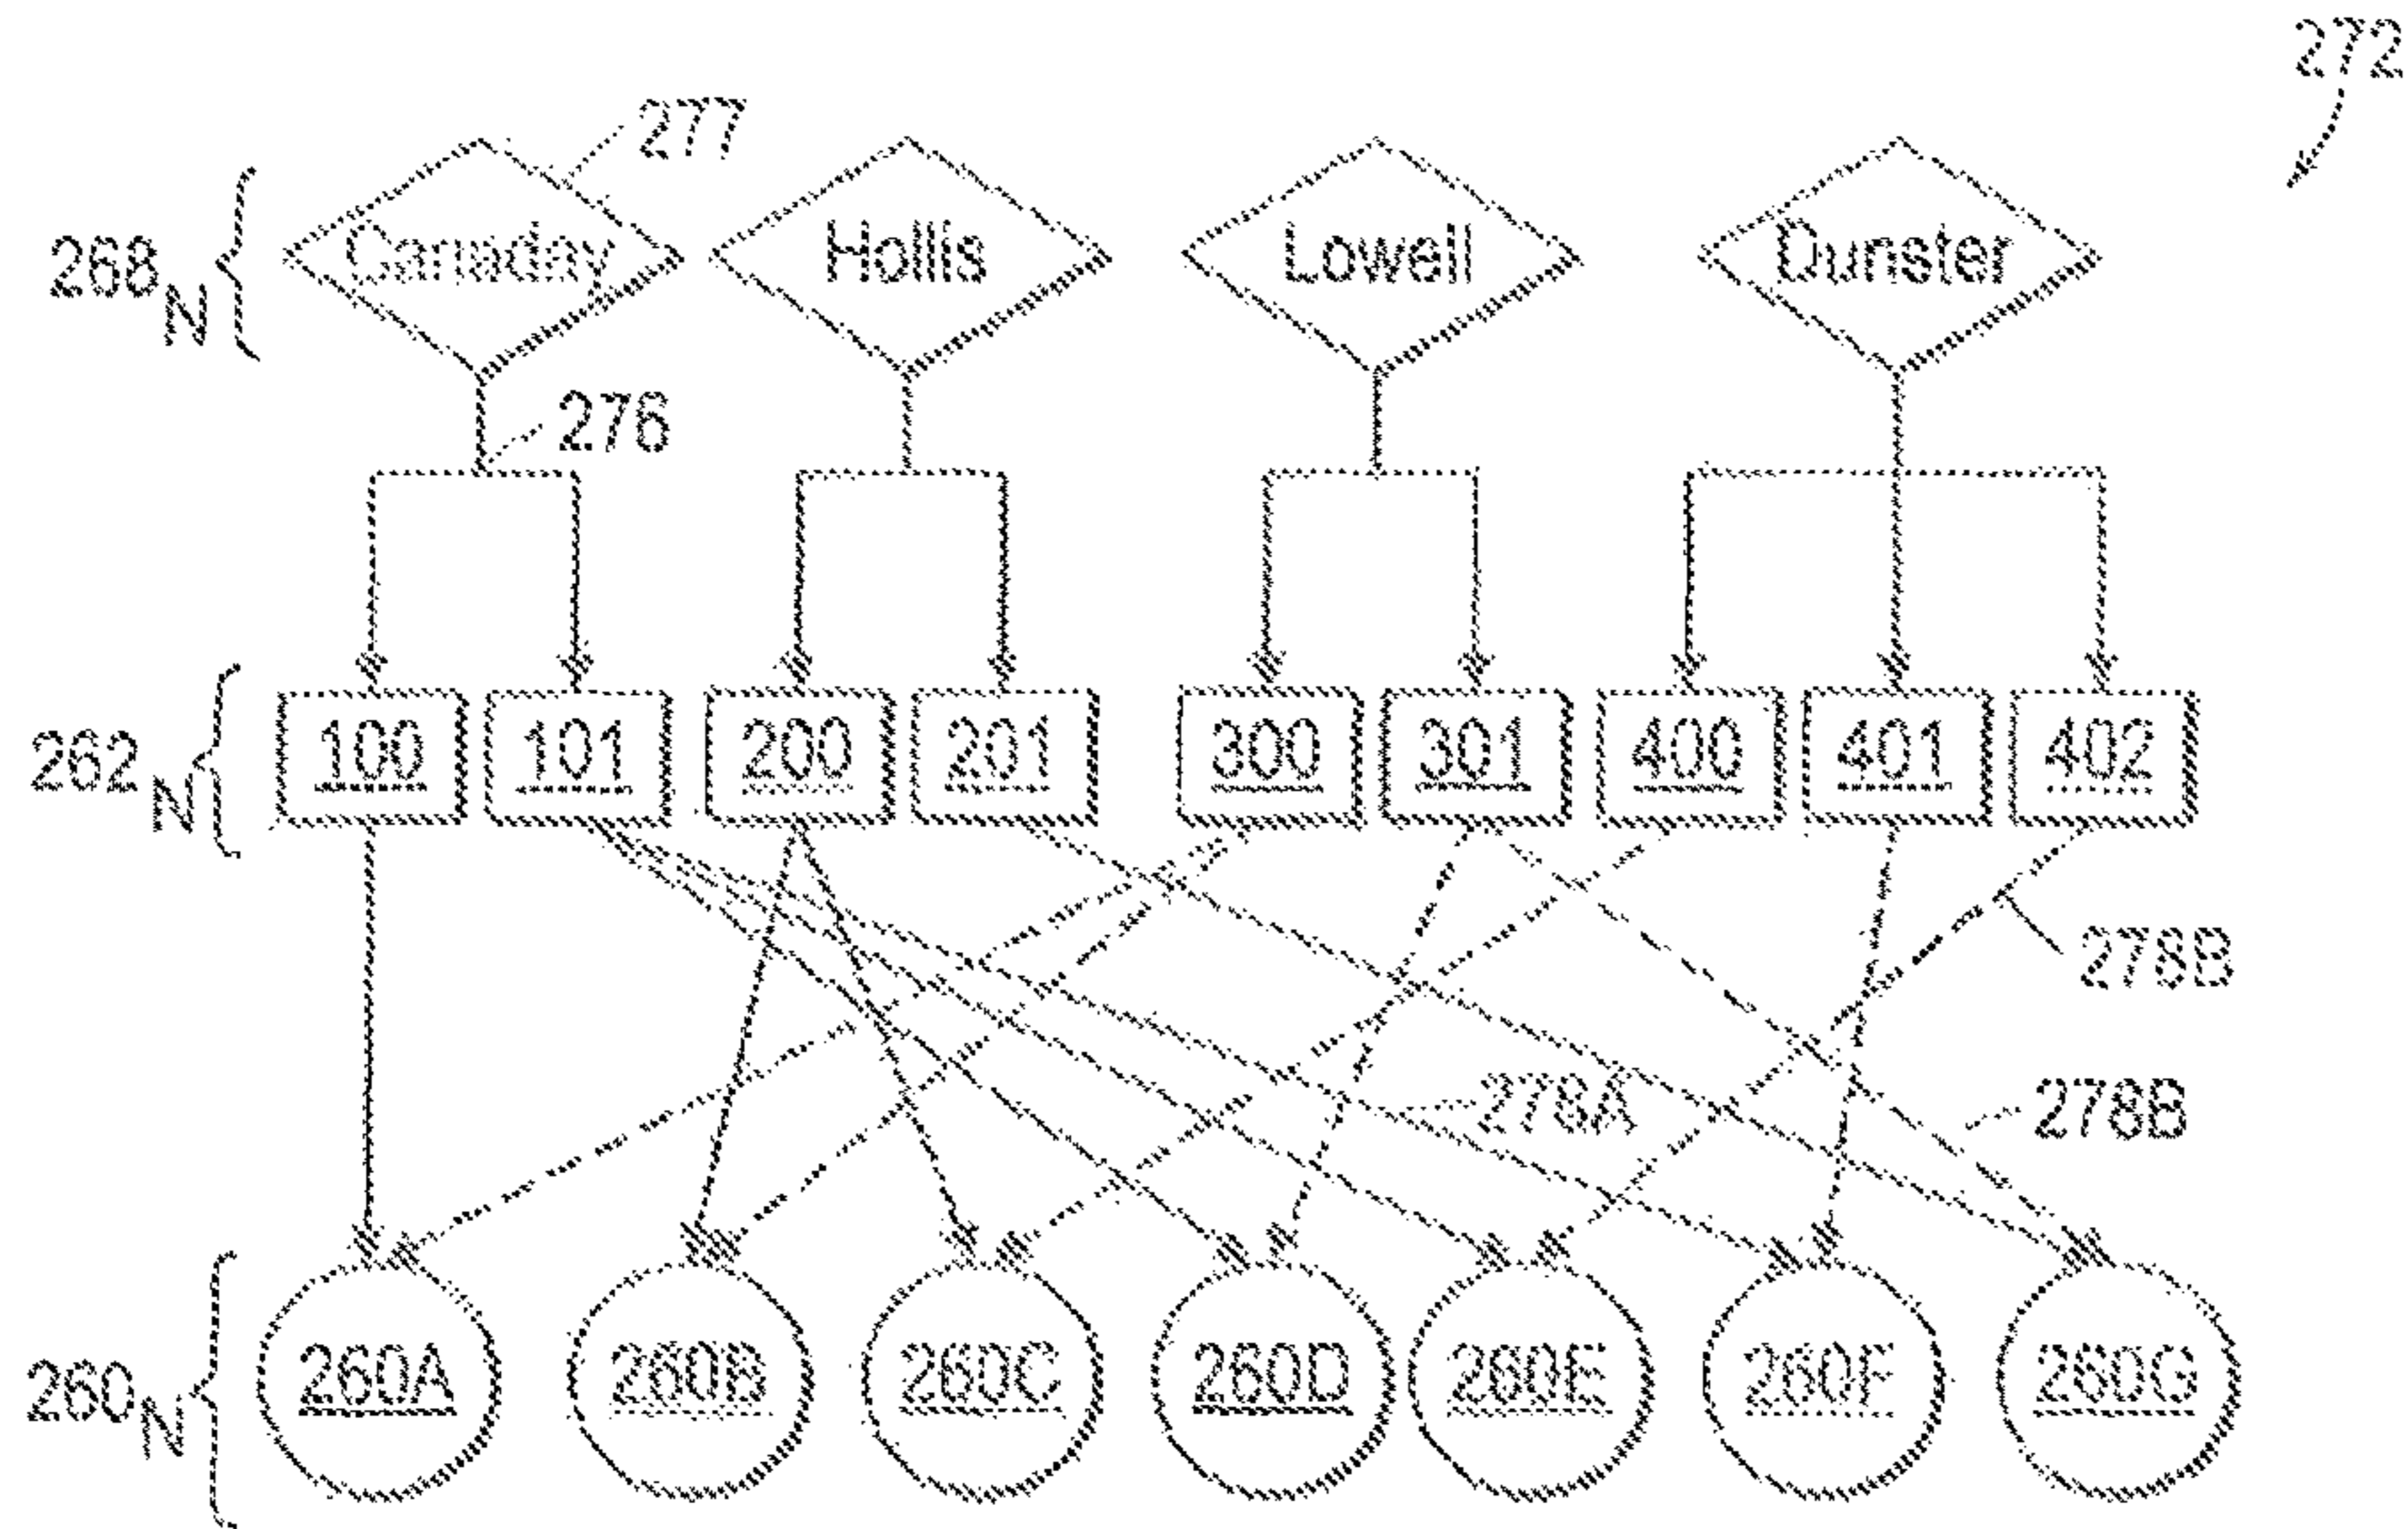 272
277
268N
Canaday Hollis Lowell Dunster
276
262N
100 101 200 201 300 301 400 401 402
278B
278A 278B
260N
260A 260B 260C 260D 260E 260F 260G